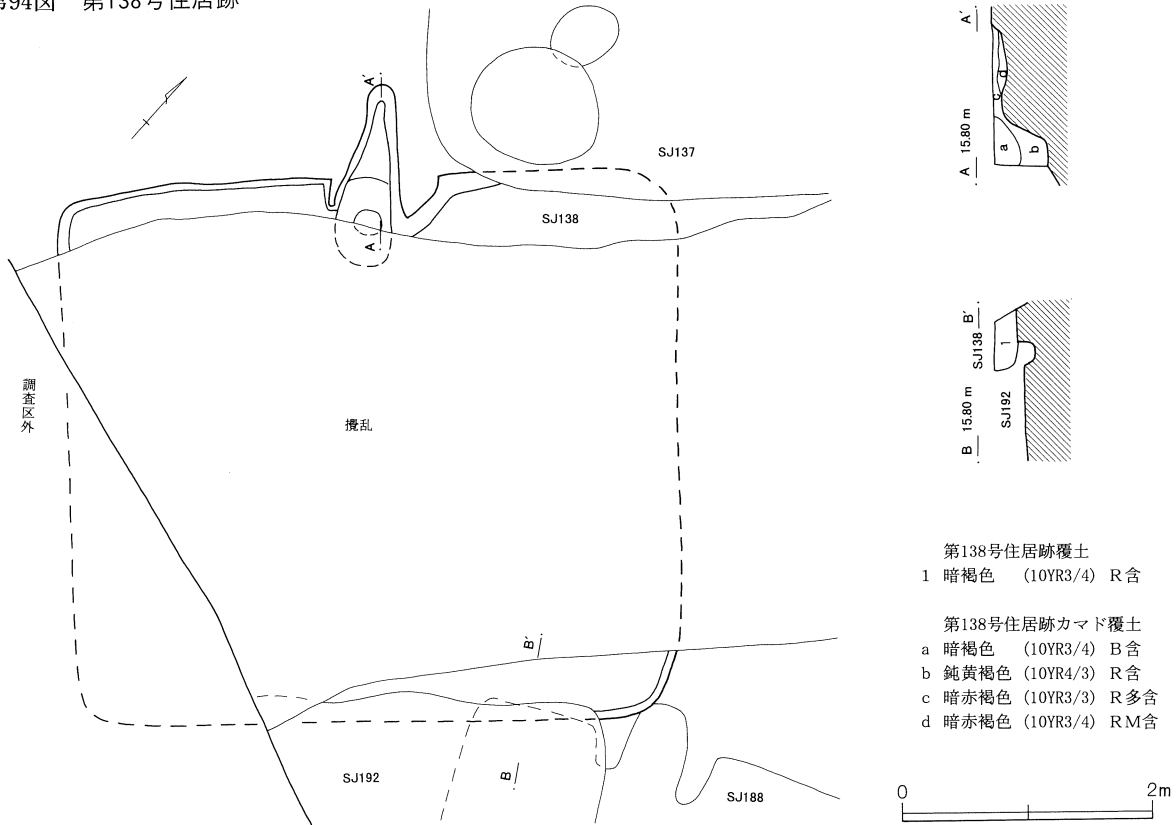 第94図 第138号住居跡
A′
A
SJ137
SJ138
調査区外
攪乱
B′
B
SJ192
SJ188
A′
d
c
a
b
A 15.80 m
B′
SJ138
1
B 15.80 m
SJ192
第138号住居跡覆土
1 暗褐色 (10YR3/4) R含
第138号住居跡カマド覆土
a 暗褐色 (10YR3/4) B含
b 鈍黄褐色 (10YR4/3) R含
c 暗赤褐色 (10YR3/3) R多含
d 暗赤褐色 (10YR3/4) RM含
0 2m